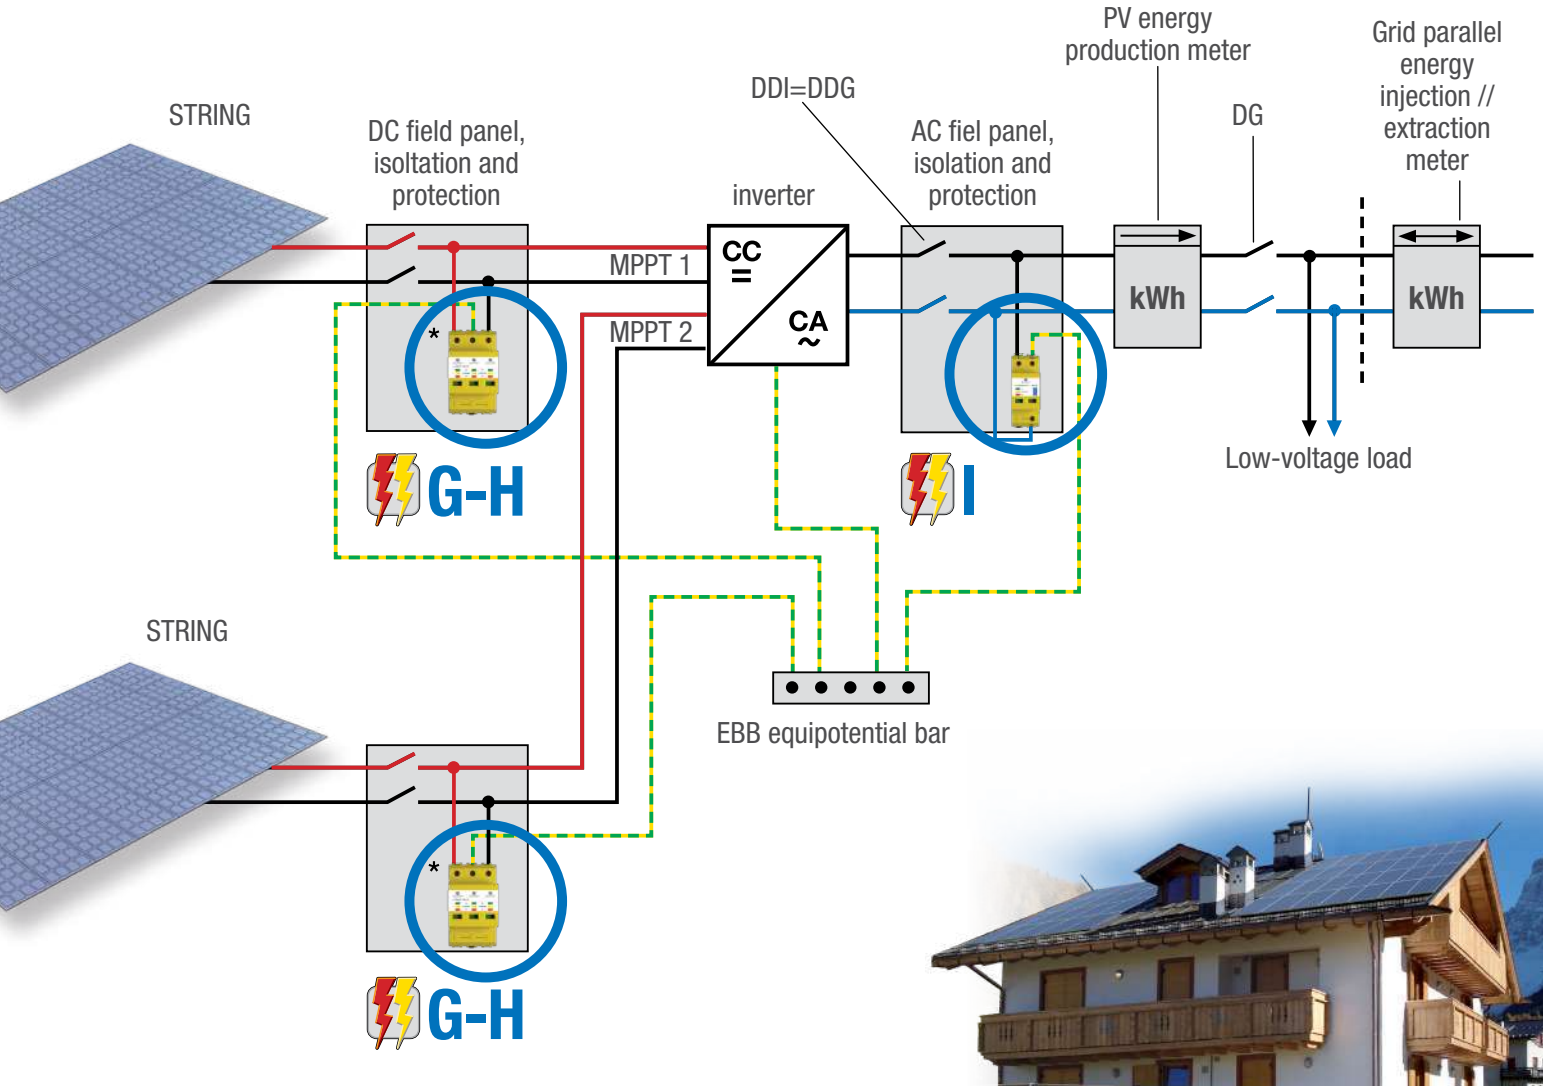 PV energy
production meter
Grid parallel
energy
injection //
extraction
meter
DDI=DDG
DG
STRING
DC field panel,
isoltation and
protection
AC fiel panel,
isolation and
protection
inverter
CC
=
CA
~
MPPT 1
MPPT 2
kWh
kWh
*
Low-voltage load
G-H
I
STRING
EBB equipotential bar
*
G-H